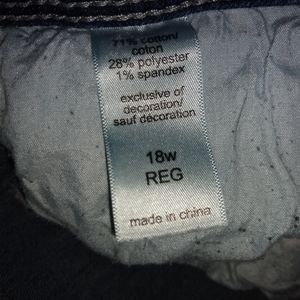 71% cotton/
coton
28% polyester
1% spandex
exclusive of
decoration/
sauf décoration
18w
REG
made in china